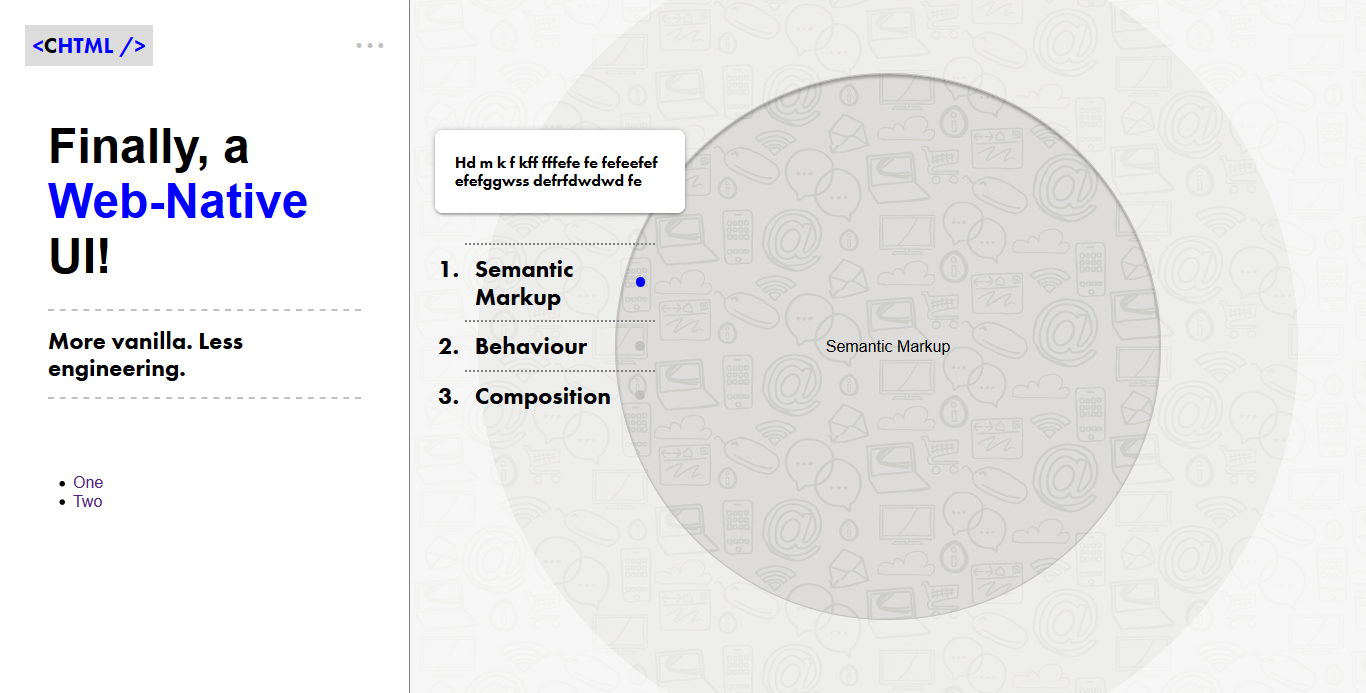 <CHTML />
Finally, a
Web-Native
UI!
More vanilla. Less
engineering.
One
Two
Hd m k f kff fffefe fe fefeefef
efefggwss defrfdwdwd fe
1. Semantic
Markup
2. Behaviour
3. Composition
Semantic Markup